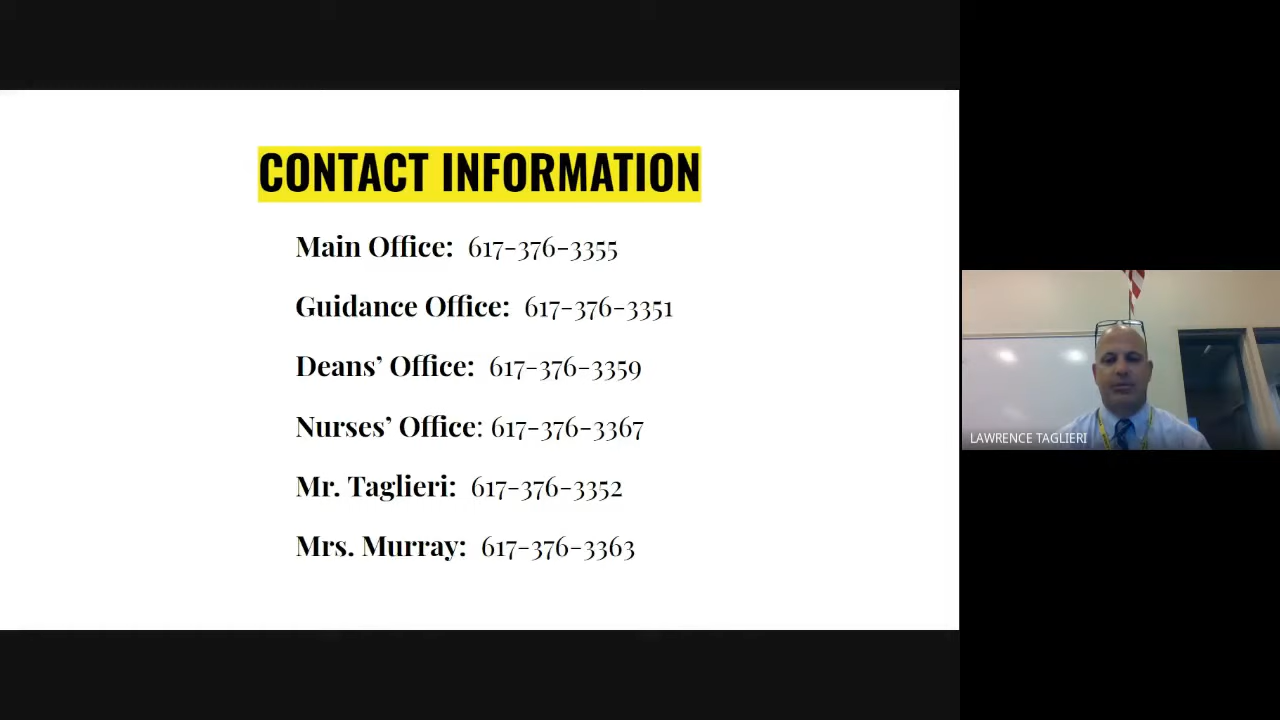 CONTACT INFORMATION
Main Office: 617-376-3355
Guidance Office: 617-376-3351
Deans’ Office: 617-376-3359
Nurses’ Office: 617-376-3367
Mr. Taglieri: 617-376-3352
Mrs. Murray: 617-376-3363
LAWRENCE TAGLIERI